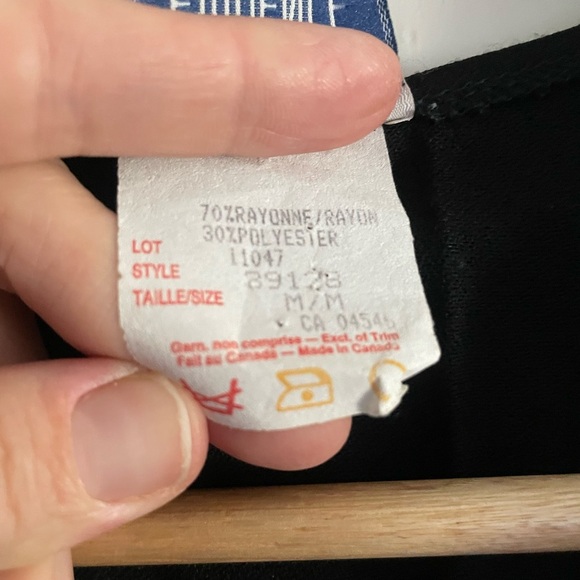 70%RAYONNE/RAYON
30%POLYESTER
LOT 11047
STYLE 89128
TAILLE/SIZE M/M
CA 04546
Garn. non comprise — Excl. of Trim
Fait au Canada — Made in Canada